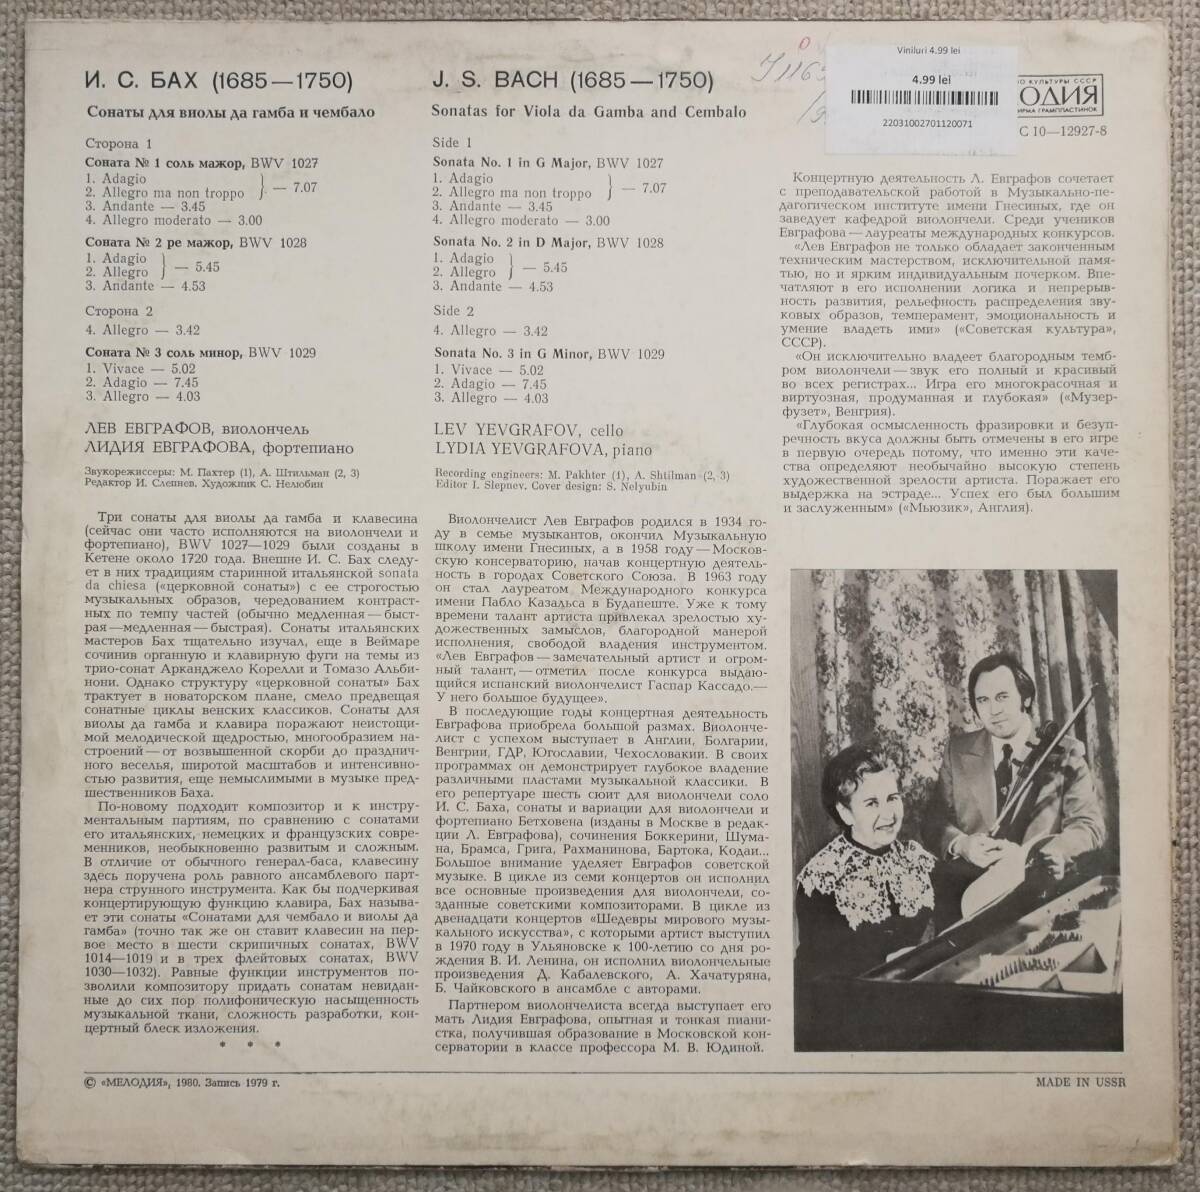 И. С. БАХ (1685—1750)
Сонаты для виолы да гамба и чембало
Сторона 1
Соната № 1 соль мажор, BWV 1027
1. Adagio
2. Allegro ma non troppo
} — 7.07
3. Andante — 3.45
4. Allegro moderato — 3.00
Соната № 2 ре мажор, BWV 1028
1. Adagio
2. Allegro
} — 5.45
3. Andante — 4.53
Сторона 2
4. Allegro — 3.42
Соната № 3 соль минор, BWV 1029
1. Vivace — 5.02
2. Adagio — 7.45
3. Allegro — 4.03
ЛЕВ ЕВГРАФОВ, виолончель
ЛИДИЯ ЕВГРАФОВА, фортепиано
Звукорежиссеры: М. Пахтер (1), А. Штильман (2, 3)
Редактор И. Слепнев. Художник С. Нелюбин
J. S. BACH (1685—1750)
Sonatas for Viola da Gamba and Cembalo
Side 1
Sonata No. 1 in G Major, BWV 1027
1. Adagio
2. Allegro ma non troppo
} — 7.07
3. Andante — 3.45
4. Allegro moderato — 3.00
Sonata No. 2 in D Major, BWV 1028
1. Adagio
2. Allegro
} — 5.45
3. Andante — 4.53
Side 2
4. Allegro — 3.42
Sonata No. 3 in G Minor, BWV 1029
1. Vivace — 5.02
2. Adagio — 7.45
3. Allegro — 4.03
LEV YEVGRAFOV, cello
LYDIA YEVGRAFOVA, piano
Recording engineers: M. Pakhter (1), A. Shtilman (2, 3)
Editor I. Slepnev. Cover design: S. Nelyubin
Viniluri 4.99 lei
4.99 lei
22031002701120071
О КУЛЬТУРЫ СССР
ОДИЯ
ИРМА ГРАМПЛАСТИНОК
С 10—12927-8
Три сонаты для виолы да гамба и клавесина
(сейчас они часто исполняются на виолончели и
фортепиано), BWV 1027—1029 были созданы в
Кетене около 1720 года. Внешне И. С. Бах следу-
ет в них традициям старинной итальянской sonata
da chiesa («церковной сонаты») с ее строгостью
музыкальных образов, чередованием контраст-
ных по темпу частей (обычно медленная — быст-
рая—медленная — быстрая). Сонаты итальянских
мастеров Бах тщательно изучал, еще в Веймаре
сочинив органную и клавирную фуги на темы из
трио-сонат Арканджело Корелли и Томазо Альби-
нони. Однако структуру «церковной сонаты» Бах
трактует в новаторском плане, смело предвещая
сонатные циклы венских классиков. Сонаты для
виолы да гамба и клавира поражают неистощи-
мой мелодической щедростью, многообразием на-
строений — от возвышенной скорби до празднич-
ного веселья, широтой масштабов и интенсивно-
стью развития, еще немыслимыми в музыке пред-
шественников Баха.
По-новому подходит композитор и к инстру-
ментальным партиям, по сравнению с сонатами
его итальянских, немецких и французских совре-
менников, необыкновенно развитым и сложным.
В отличие от обычного генерал-баса, клавесину
здесь поручена роль равного ансамблевого парт-
нера струнного инструмента. Как бы подчеркивая
концертирующую функцию клавира, Бах называ-
ет эти сонаты «Сонатами для чембало и виолы да
гамба» (точно так же он ставит клавесин на пер-
вое место в шести скрипичных сонатах, BWV
1014—1019 и в трех флейтовых сонатах, BWV
1030—1032). Равные функции инструментов по-
зволили композитору придать сонатам невидан-
ные до сих пор полифоническую насыщенность
музыкальной ткани, сложность разработки, кон-
цертный блеск изложения.
* * *
Виолончелист Лев Евграфов родился в 1934 го-
ду в семье музыкантов, окончил Музыкальную
школу имени Гнесиных, а в 1958 году — Москов-
скую консерваторию, начав концертную деятель-
ность в городах Советского Союза. В 1963 году
он стал лауреатом Международного конкурса
имени Пабло Казальса в Будапеште. Уже к тому
времени талант артиста привлекал зрелостью ху-
дожественных замыслов, благородной манерой
исполнения, свободой владения инструментом.
«Лев Евграфов — замечательный артист и огром-
ный талант, — отметил после конкурса выдаю-
щийся испанский виолончелист Гаспар Кассадо.—
У него большое будущее».
В последующие годы концертная деятельность
Евграфова приобрела большой размах. Виолонче-
лист с успехом выступает в Англии, Болгарии,
Венгрии, ГДР, Югославии, Чехословакии. В своих
программах он демонстрирует глубокое владение
различными пластами музыкальной классики. В
его репертуаре шесть сюит для виолончели соло
И. С. Баха, сонаты и вариации для виолончели и
фортепиано Бетховена (изданы в Москве в редак-
ции Л. Евграфова), сочинения Боккерини, Шума-
на, Брамса, Грига, Рахманинова, Бартока, Кодаи...
Большое внимание уделяет Евграфов советской
музыке. В цикле из семи концертов он исполнил
все основные произведения для виолончели, со-
зданные советскими композиторами. В цикле из
двенадцати концертов «Шедевры мирового музы-
кального искусства», с которыми артист выступил
в 1970 году в Ульяновске к 100-летию со дня ро-
ждения В. И. Ленина, он исполнил виолончельные
произведения Д. Кабалевского, А. Хачатуряна,
Б. Чайковского в ансамбле с авторами.
Партнером виолончелиста всегда выступает его
мать Лидия Евграфова, опытная и тонкая пиани-
стка, получившая образование в Московской кон-
серватории в классе профессора М. В. Юдиной.
Концертную деятельность Л. Евграфов сочетает
с преподавательской работой в Музыкально-пе-
дагогическом институте имени Гнесиных, где он
заведует кафедрой виолончели. Среди учеников
Евграфова — лауреаты международных конкурсов.
«Лев Евграфов не только обладает законченным
техническим мастерством, исключительной памя-
тью, но и ярким индивидуальным почерком. Впе-
чатляют в его исполнении логика и непрерыв-
ность развития, рельефность распределения зву-
ковых образов, темперамент, эмоциональность и
умение владеть ими» («Советская культура»,
СССР).
«Он исключительно владеет благородным темб-
ром виолончели — звук его полный и красивый
во всех регистрах... Игра его многокрасочная и
виртуозная, продуманная и глубокая» («Музер-
фузет», Венгрия).
«Глубокая осмысленность фразировки и безуп-
речность вкуса должны быть отмечены в его игре
в первую очередь потому, что именно эти каче-
ства определяют необычайно высокую степень
художественной зрелости артиста. Поражает его
выдержка на эстраде... Успех его был большим
и заслуженным» («Мьюзик», Англия).
© «МЕЛОДИЯ», 1980. Запись 1979 г.
MADE IN USSR